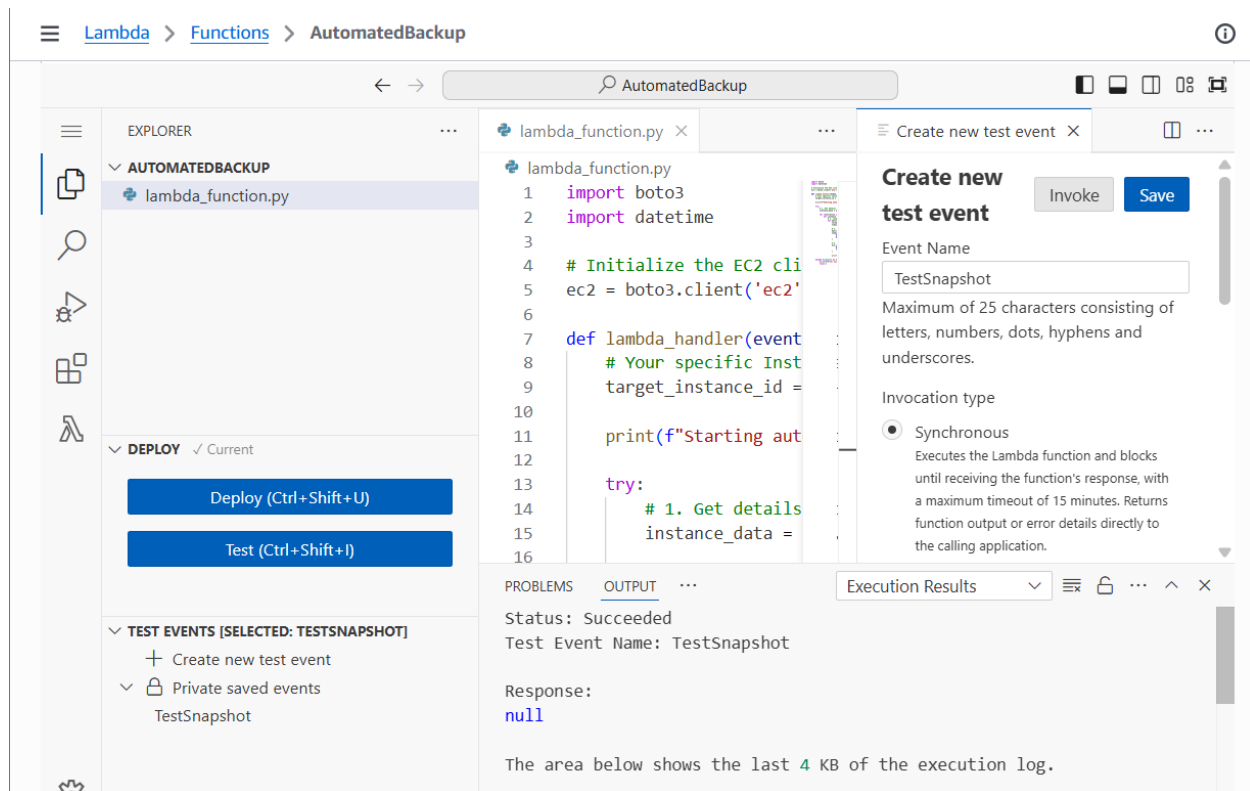 Lambda > Functions > AutomatedBackup
AutomatedBackup
EXPLORER
AUTOMATEDBACKUP
lambda_function.py
DEPLOY ✓ Current
Deploy (Ctrl+Shift+U)
Test (Ctrl+Shift+I)
TEST EVENTS [SELECTED: TESTSNAPSHOT]
+ Create new test event
Private saved events
TestSnapshot
lambda_function.py
lambda_function.py
1 import boto3
2 import datetime
3
4 # Initialize the EC2 cli
5 ec2 = boto3.client('ec2'
6
7 def lambda_handler(event
8 # Your specific Inst
9 target_instance_id =
10
11 print(f"Starting aut
12
13 try:
14 # 1. Get details
15 instance_data =
16
Create new test event
Create new
test event
Invoke
Save
Event Name
TestSnapshot
Maximum of 25 characters consisting of
letters, numbers, dots, hyphens and
underscores.
Invocation type
Synchronous
Executes the Lambda function and blocks
until receiving the function's response, with
a maximum timeout of 15 minutes. Returns
function output or error details directly to
the calling application.
PROBLEMS OUTPUT ···
Execution Results
Status: Succeeded
Test Event Name: TestSnapshot
Response:
null
The area below shows the last 4 KB of the execution log.